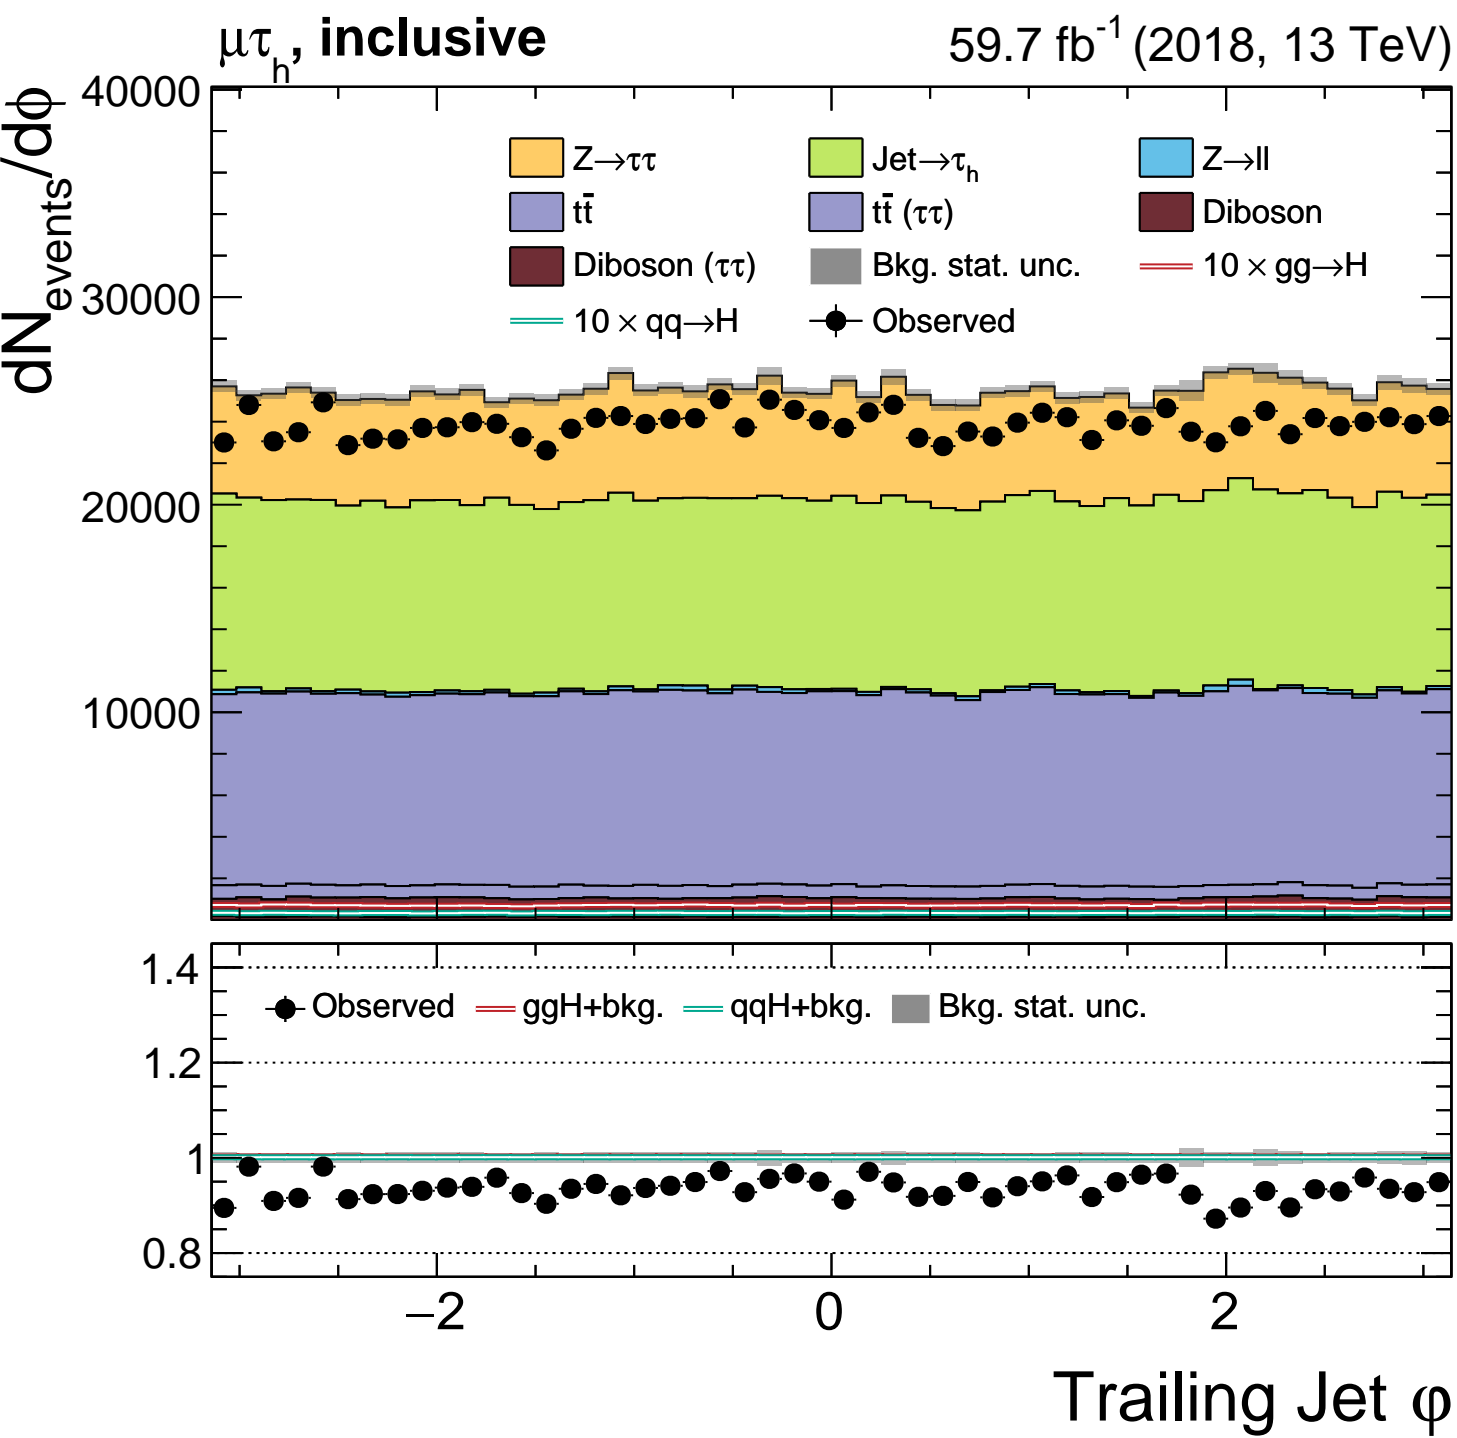 μτh, inclusive
59.7 fb-1 (2018, 13 TeV)
dNevents/dϕ
40000
30000
20000
10000
Z→ττ Jet→τh Z→ll
tt̄ tt̄ (ττ) Diboson
Diboson (ττ) Bkg. stat. unc. 10 × gg→H
10 × qq→H Observed
1.4
1.2
1
0.8
Observed ggH+bkg. qqH+bkg. Bkg. stat. unc.
−2 0 2
Trailing Jet φ